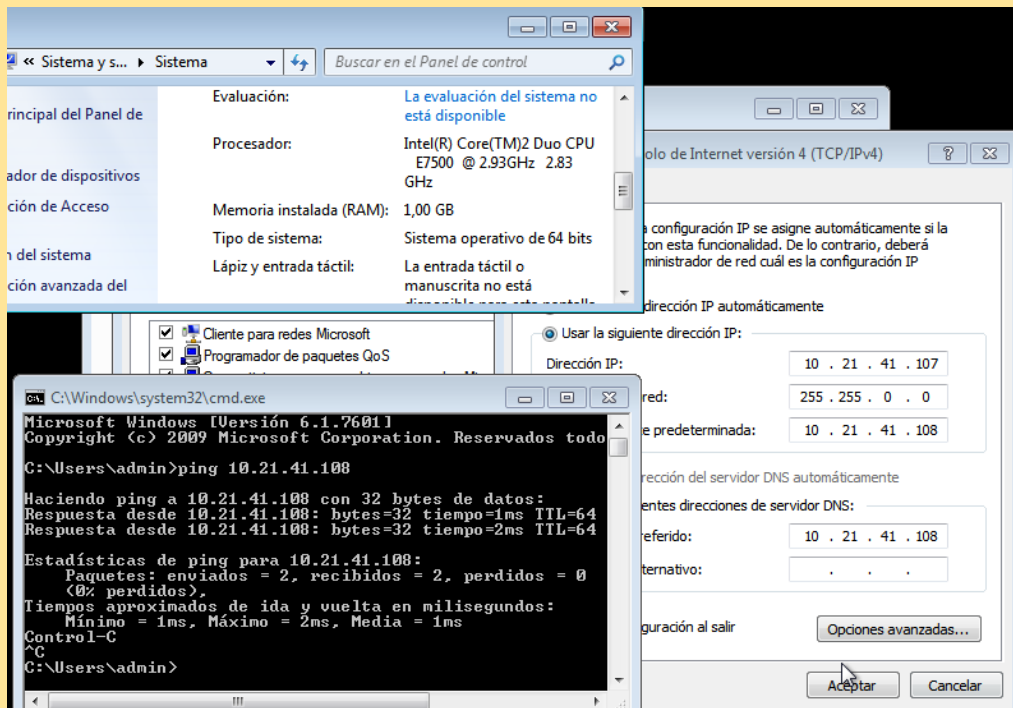 « Sistema y s... ▸ Sistema
Buscar en el Panel de control
rincipal del Panel de
ador de dispositivos
ción de Acceso
n del sistema
ción avanzada del
Evaluación: La evaluación del sistema no
está disponible
Procesador: Intel(R) Core(TM)2 Duo CPU
E7500 @ 2.93GHz 2.83
GHz
Memoria instalada (RAM): 1,00 GB
Tipo de sistema: Sistema operativo de 64 bits
Lápiz y entrada táctil: La entrada táctil o
manuscrita no está
disponible para esta pantalla
olo de Internet versión 4 (TCP/IPv4)
configuración IP se asigne automáticamente si la
con esta funcionalidad. De lo contrario, deberá
ministrador de red cuál es la configuración IP
dirección IP automáticamente
Usar la siguiente dirección IP:
Dirección IP: 10 . 21 . 41 . 107
red: 255 . 255 . 0 . 0
e predeterminada: 10 . 21 . 41 . 108
rección del servidor DNS automáticamente
entes direcciones de servidor DNS:
referido: 10 . 21 . 41 . 108
ternativo: . . .
guración al salir
Opciones avanzadas...
Aceptar Cancelar
Cliente para redes Microsoft
Programador de paquetes QoS
C:\Windows\system32\cmd.exe
Microsoft Windows [Versión 6.1.7601]
Copyright (c) 2009 Microsoft Corporation. Reservados todo
C:\Users\admin>ping 10.21.41.108
Haciendo ping a 10.21.41.108 con 32 bytes de datos:
Respuesta desde 10.21.41.108: bytes=32 tiempo=1ms TTL=64
Respuesta desde 10.21.41.108: bytes=32 tiempo=2ms TTL=64
Estadísticas de ping para 10.21.41.108:
Paquetes: enviados = 2, recibidos = 2, perdidos = 0
(0% perdidos),
Tiempos aproximados de ida y vuelta en milisegundos:
Mínimo = 1ms, Máximo = 2ms, Media = 1ms
Control-C
^C
C:\Users\admin>